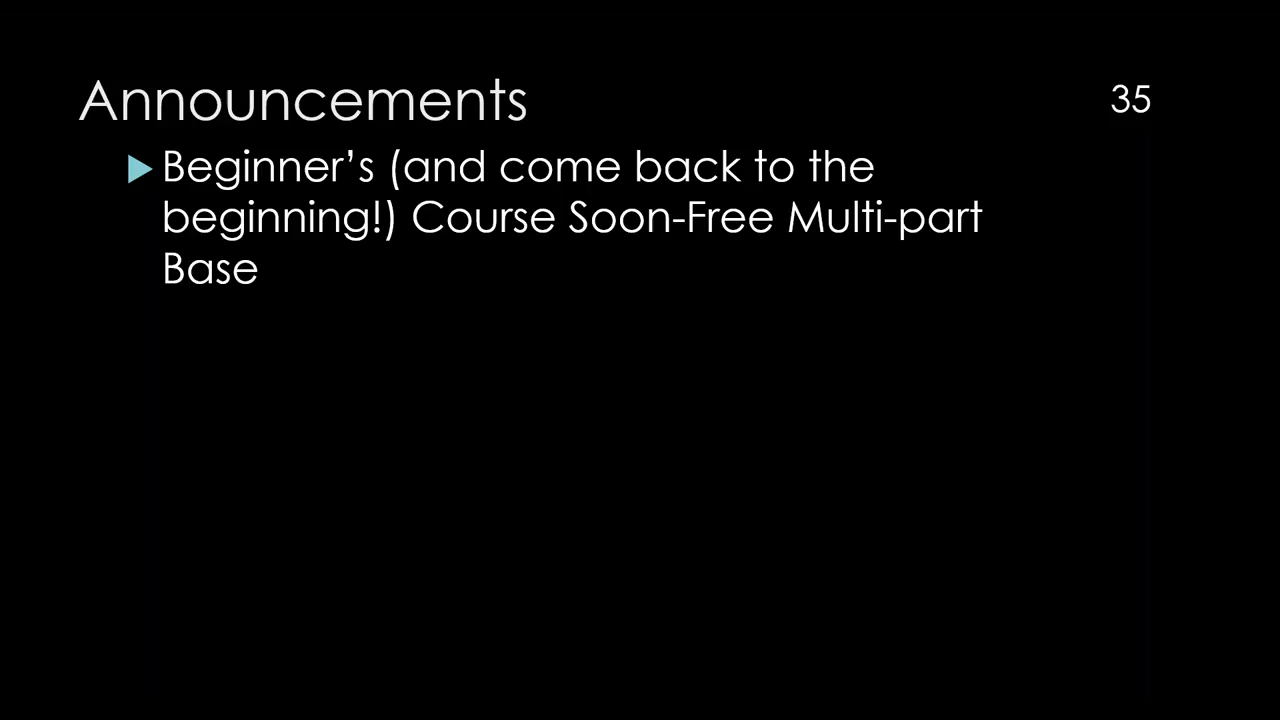 Announcements
35
Beginner’s (and come back to the
beginning!) Course Soon-Free Multi-part
Base